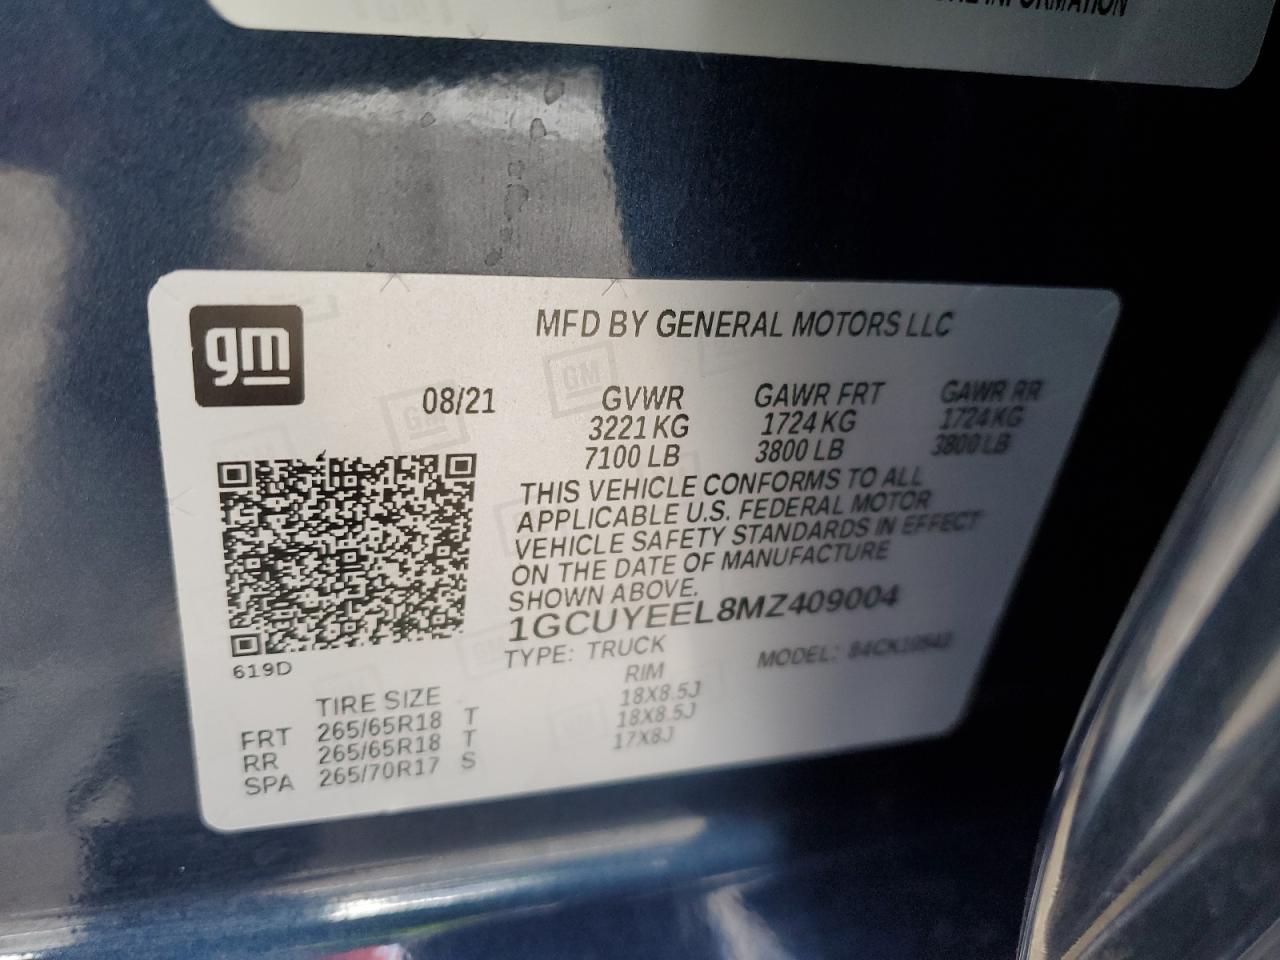 INFORMATION
gm
MFD BY GENERAL MOTORS LLC
08/21
GVWR GAWR FRT GAWR RR
3221 KG 1724 KG 1724 KG
7100 LB 3800 LB 3800 LB
THIS VEHICLE CONFORMS TO ALL
APPLICABLE U.S. FEDERAL MOTOR
VEHICLE SAFETY STANDARDS IN EFFECT
ON THE DATE OF MANUFACTURE
SHOWN ABOVE.
1GCUYEEL8MZ409004
TYPE: TRUCK MODEL:
619D
TIRE SIZE RIM
FRT 265/65R18 T 18X8.5J
RR 265/65R18 T 18X8.5J
SPA 265/70R17 S 17X8J
GM
GM